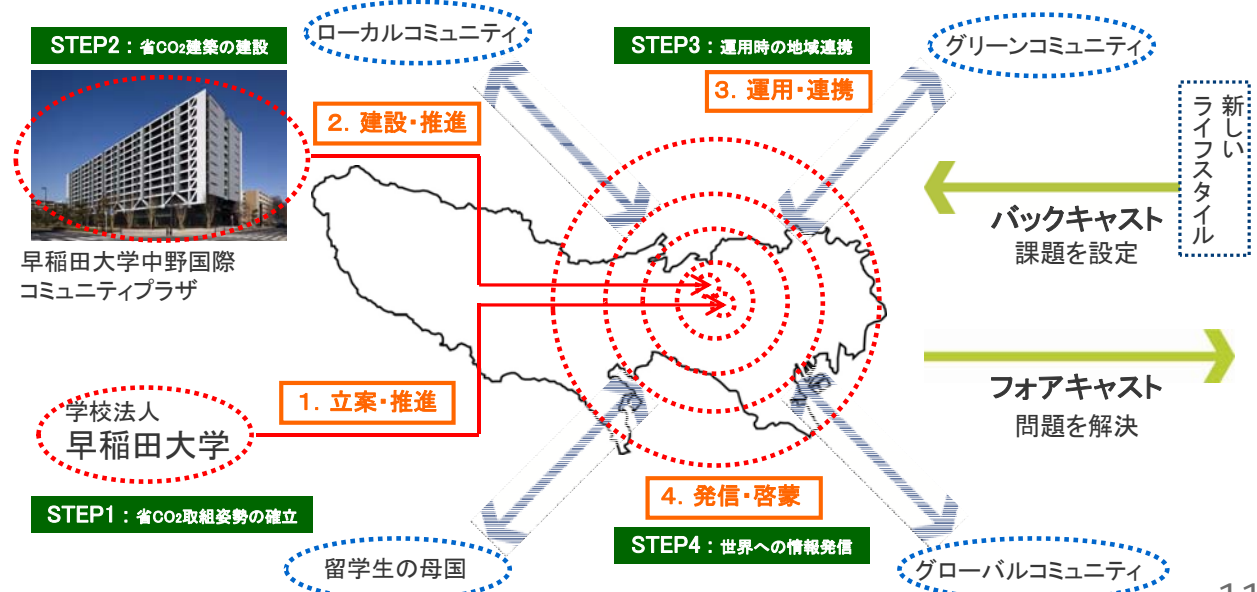 ローカルコミュニティ
STEP2：省CO₂建築の建設
STEP3：運用時の地域連携
グリーンコミュニティ
3. 運用・連携
2. 建設・推進
新しい
ライフスタイル
バックキャスト
課題を設定
早稲田大学中野国際
コミュニティプラザ
フォアキャスト
問題を解決
1. 立案・推進
学校法人
早稲田大学
4. 発信・啓蒙
STEP1：省CO₂取組姿勢の確立
STEP4：世界への情報発信
留学生の母国
グローバルコミュニティ